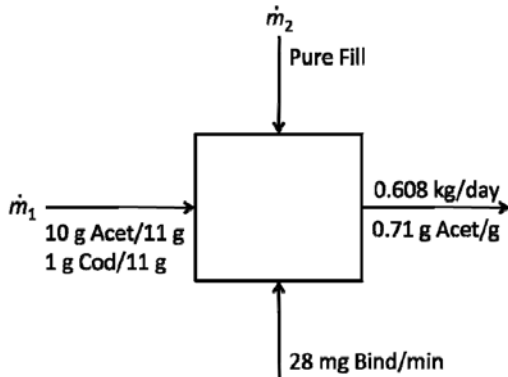 ṁ₂
Pure Fill
ṁ₁
10 g Acet/11 g
1 g Cod/11 g
0.608 kg/day
0.71 g Acet/g
28 mg Bind/min